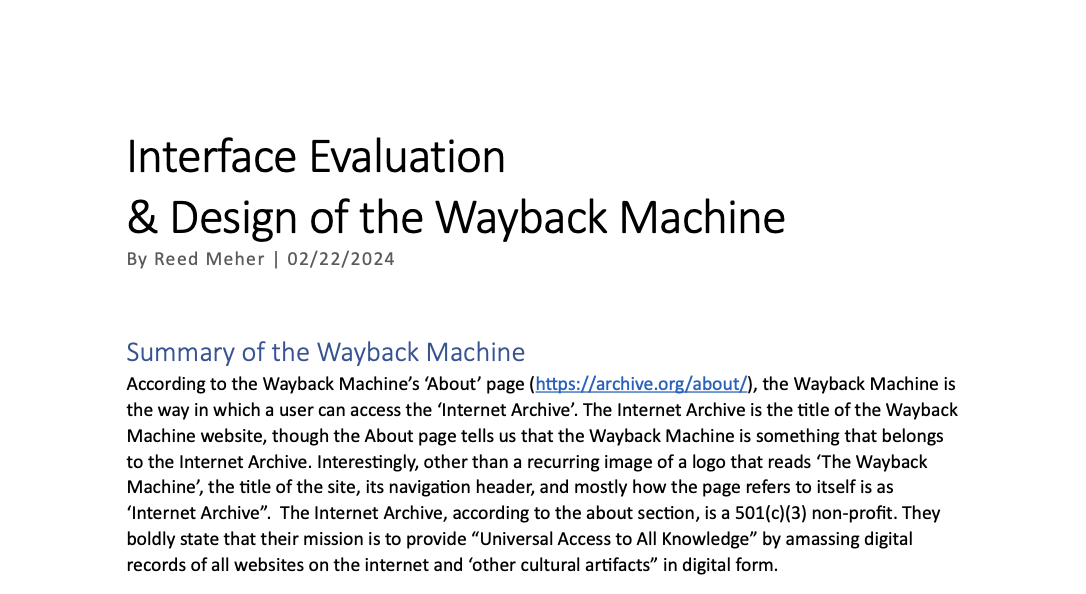 Interface Evaluation
& Design of the Wayback Machine
By Reed Meher | 02/22/2024
Summary of the Wayback Machine
According to the Wayback Machine’s ‘About’ page (https://archive.org/about/), the Wayback Machine is
the way in which a user can access the ‘Internet Archive’. The Internet Archive is the title of the Wayback
Machine website, though the About page tells us that the Wayback Machine is something that belongs
to the Internet Archive. Interestingly, other than a recurring image of a logo that reads ‘The Wayback
Machine’, the title of the site, its navigation header, and mostly how the page refers to itself is as
‘Internet Archive”.  The Internet Archive, according to the about section, is a 501(c)(3) non-profit. They
boldly state that their mission is to provide “Universal Access to All Knowledge” by amassing digital
records of all websites on the internet and ‘other cultural artifacts” in digital form.